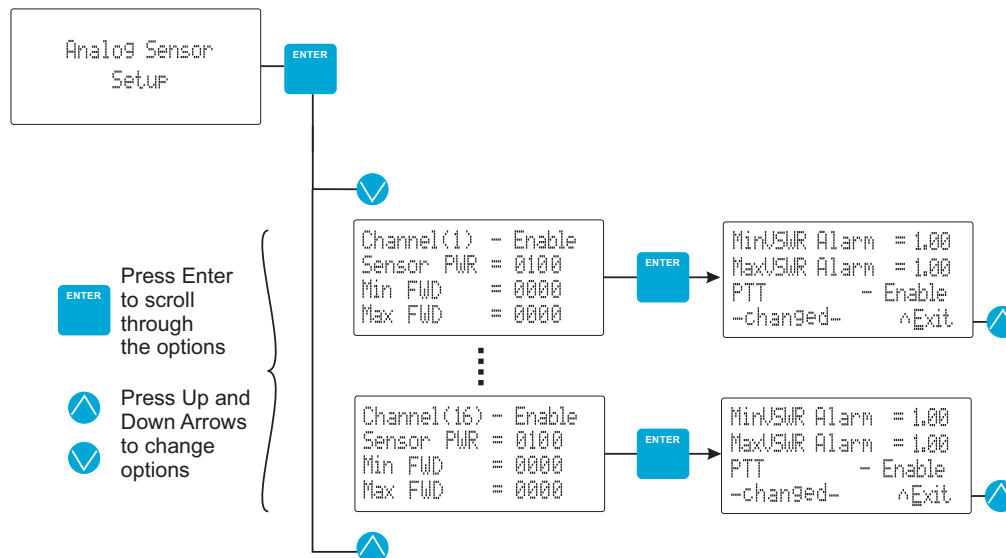 Analog Sensor
Setup
ENTER
Channel(1) - Enable
Sensor PWR = 0100
Min FWD = 0000
Max FWD = 0000
ENTER
MinVSWR Alarm = 1.00
MaxVSWR Alarm = 1.00
PTT - Enable
-changed- ^Exit
ENTER
Press Enter
to scroll
through
the options
Press Up and
Down Arrows
to change
options
Channel(16) - Enable
Sensor PWR = 0100
Min FWD = 0000
Max FWD = 0000
ENTER
MinVSWR Alarm = 1.00
MaxVSWR Alarm = 1.00
PTT - Enable
-changed- ^Exit